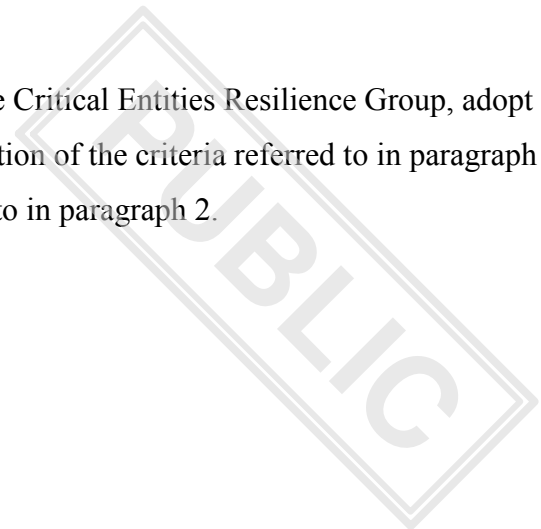 e Critical Entities Resilience Group, adopt
tion of the criteria referred to in paragraph
to in paragraph 2.
PUBLIC